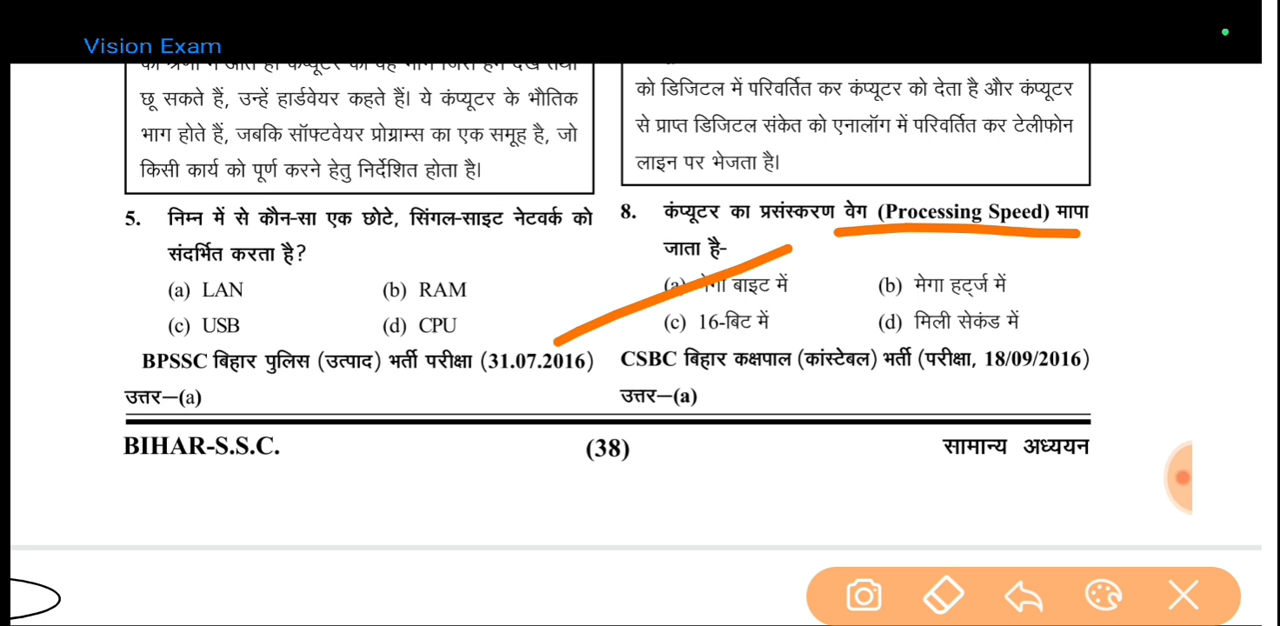 Vision Exam
छू सकते हैं, उन्हें हार्डवेयर कहते हैं। ये कंप्यूटर के भौतिक
भाग होते हैं, जबकि सॉफ्टवेयर प्रोग्राम्स का एक समूह है, जो
किसी कार्य को पूर्ण करने हेतु निर्देशित होता है।
5. निम्न में से कौन-सा एक छोटे, सिंगल-साइट नेटवर्क को
संदर्भित करता है?
(a) LAN (b) RAM
(c) USB (d) CPU
BPSSC बिहार पुलिस (उत्पाद) भर्ती परीक्षा (31.07.2016)
उत्तर–(a)
को डिजिटल में परिवर्तित कर कंप्यूटर को देता है और कंप्यूटर
से प्राप्त डिजिटल संकेत को एनालॉग में परिवर्तित कर टेलीफोन
लाइन पर भेजता है।
8. कंप्यूटर का प्रसंस्करण वेग (Processing Speed) मापा
जाता है-
(a) मेगा बाइट में (b) मेगा हर्ट्ज में
(c) 16-बिट में (d) मिली सेकंड में
CSBC बिहार कक्षपाल (कांस्टेबल) भर्ती (परीक्षा, 18/09/2016)
उत्तर–(a)
BIHAR-S.S.C. (38) सामान्य अध्ययन